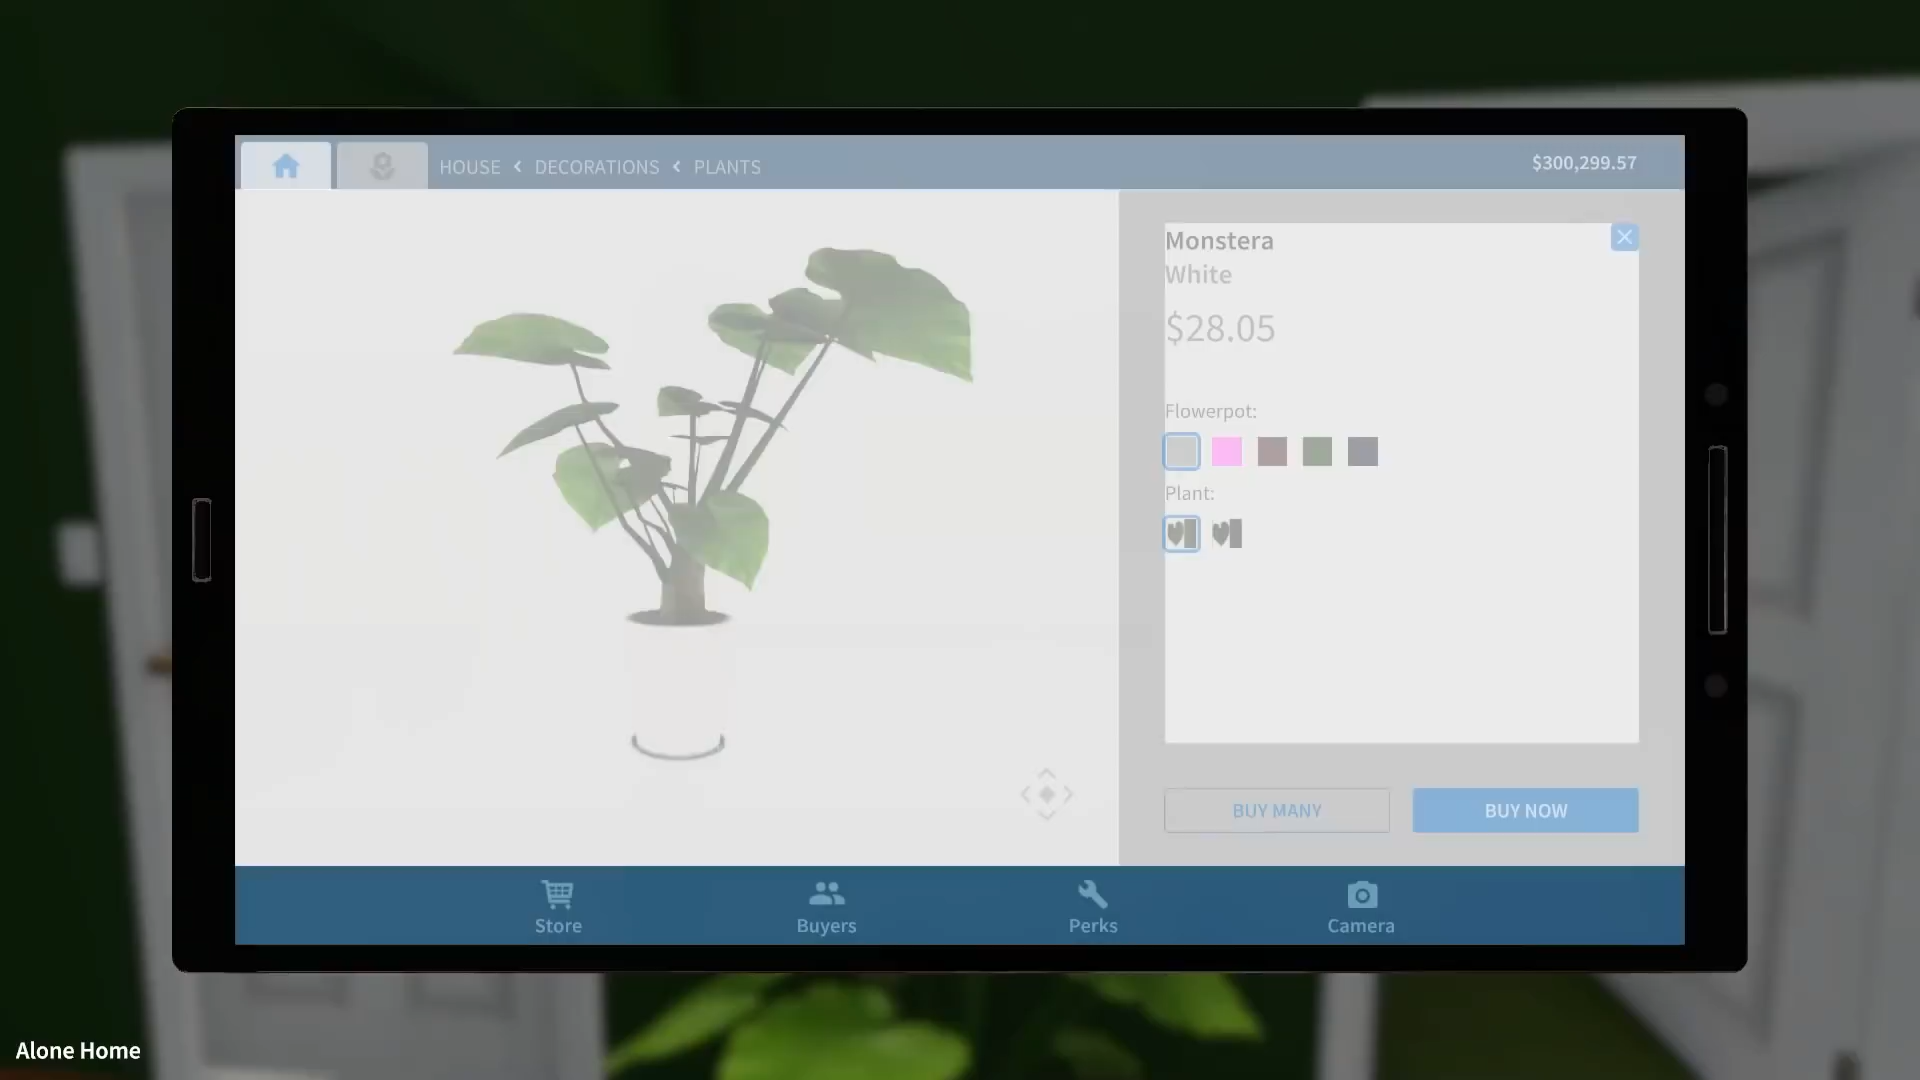 HOUSE < DECORATIONS < PLANTS
$300,299.57
Monstera
White
$28.05
Flowerpot:
Plant:
BUY MANY
BUY NOW
Store
Buyers
Perks
Camera
Alone Home